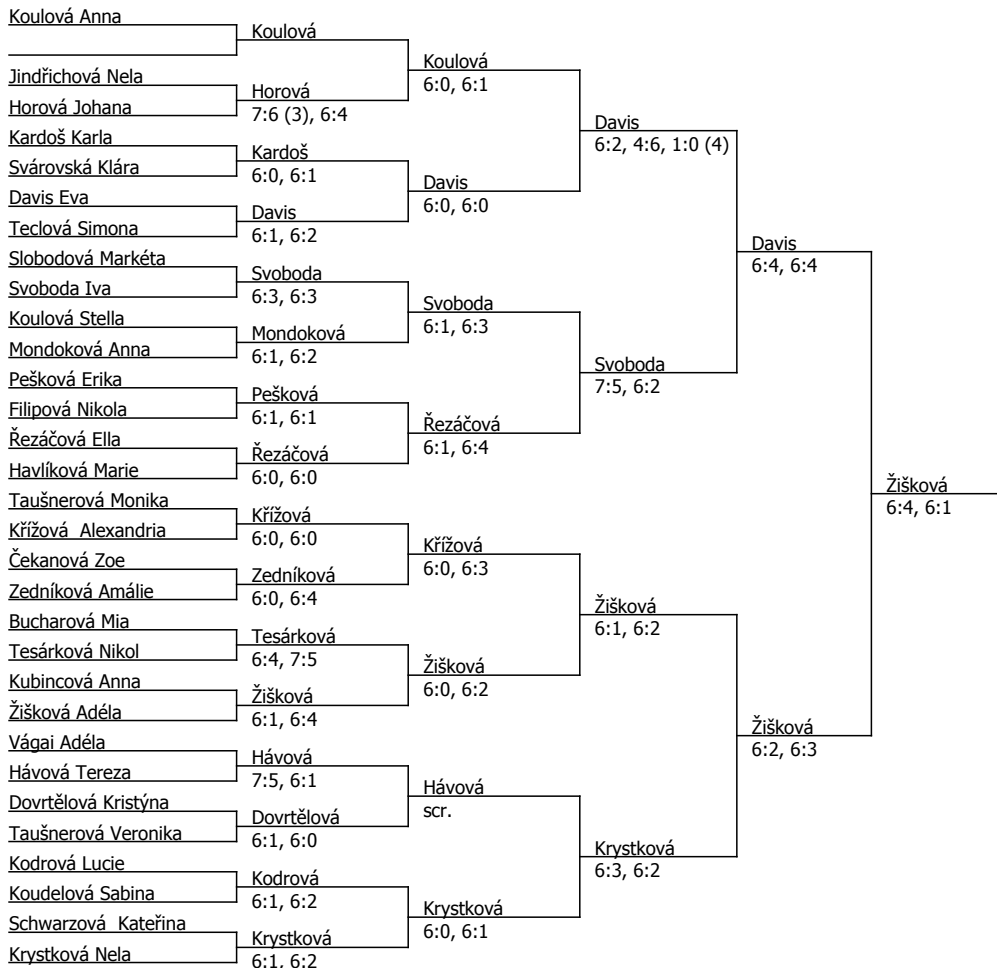 Koulová Anna
Jindřichová Nela
Horová Johana
Kardoš Karla
Svárovská Klára
Davis Eva
Teclová Simona
Slobodová Markéta
Svoboda Iva
Koulová Stella
Mondoková Anna
Pešková Erika
Filipová Nikola
Řezáčová Ella
Havlíková Marie
Taušnerová Monika
Křížová  Alexandria
Čekanová Zoe
Zedníková Amálie
Bucharová Mia
Tesárková Nikol
Kubincová Anna
Žišková Adéla
Vágai Adéla
Hávová Tereza
Dovrtělová Kristýna
Taušnerová Veronika
Kodrová Lucie
Koudelová Sabina
Schwarzová  Kateřina
Krystková Nela
Koulová
Horová
7:6 (3), 6:4
Kardoš
6:0, 6:1
Davis
6:1, 6:2
Svoboda
6:3, 6:3
Mondoková
6:1, 6:2
Pešková
6:1, 6:1
Řezáčová
6:0, 6:0
Křížová
6:0, 6:0
Zedníková
6:0, 6:4
Tesárková
6:4, 7:5
Žišková
6:1, 6:4
Hávová
7:5, 6:1
Dovrtělová
6:1, 6:0
Kodrová
6:1, 6:2
Krystková
6:1, 6:2
Koulová
6:0, 6:1
Davis
6:0, 6:0
Svoboda
6:1, 6:3
Řezáčová
6:1, 6:4
Křížová
6:0, 6:3
Žišková
6:0, 6:2
Hávová
scr.
Krystková
6:0, 6:1
Davis
6:2, 4:6, 1:0 (4)
Svoboda
7:5, 6:2
Žišková
6:1, 6:2
Krystková
6:3, 6:2
Davis
6:4, 6:4
Žišková
6:2, 6:3
Žišková
6:4, 6:1